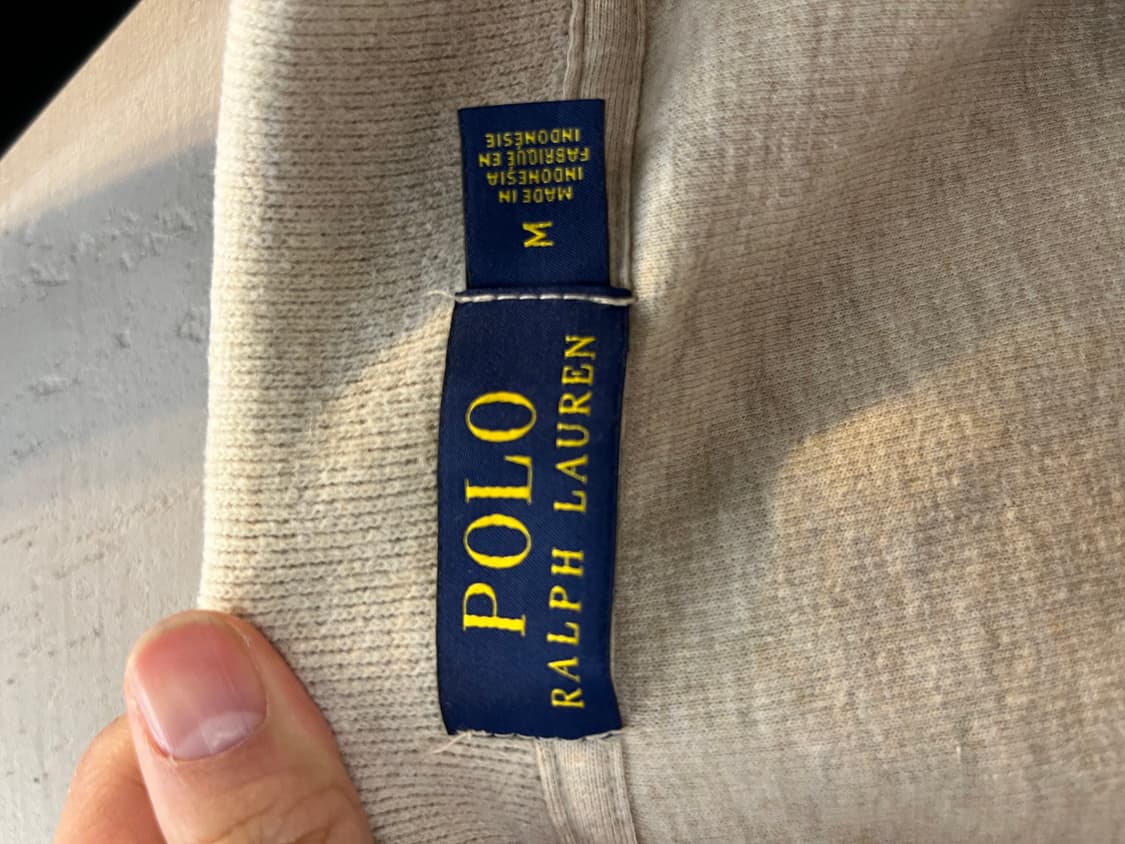 POLO
RALPH LAUREN
M
MADE IN
INDONESIA
FABRIQUÉ EN
INDONÉSIE